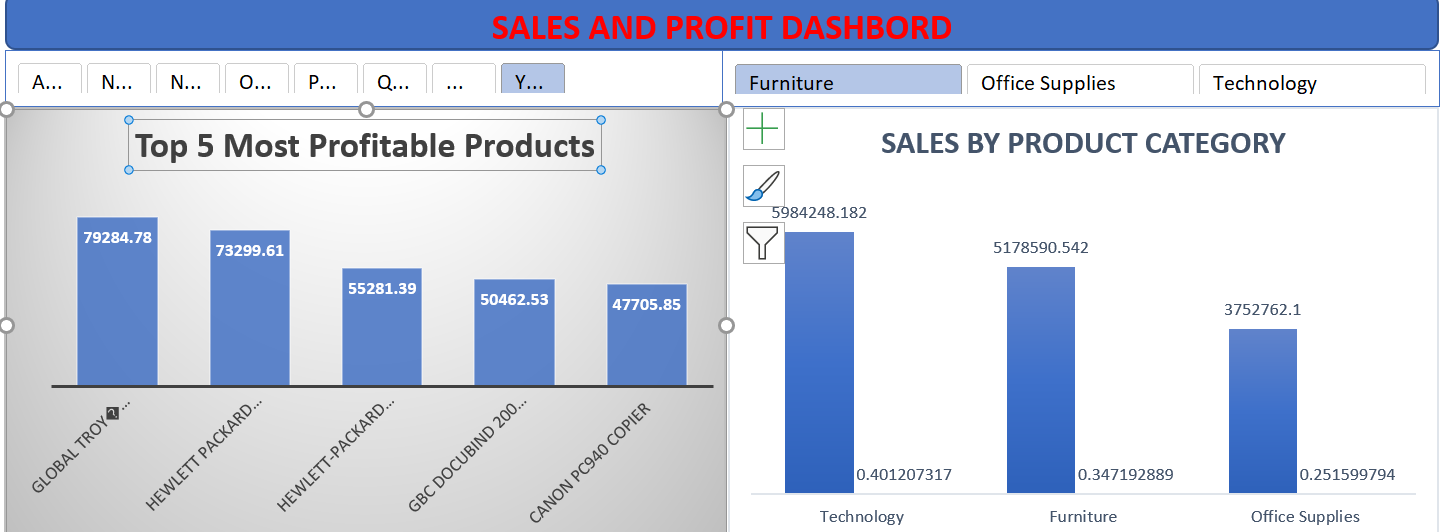 SALES AND PROFIT DASHBORD
A...
N...
N...
O...
P...
Q...
...
Y...
Furniture
Office Supplies
Technology
Top 5 Most Profitable Products
79284.78
73299.61
55281.39
50462.53
47705.85
GLOBAL TROY ...
HEWLETT PACKARD...
HEWLETT-PACKARD...
GBC DOCUBIND 200...
CANON PC940 COPIER
SALES BY PRODUCT CATEGORY
5984248.182
5178590.542
3752762.1
0.401207317
0.347192889
0.251599794
Technology
Furniture
Office Supplies